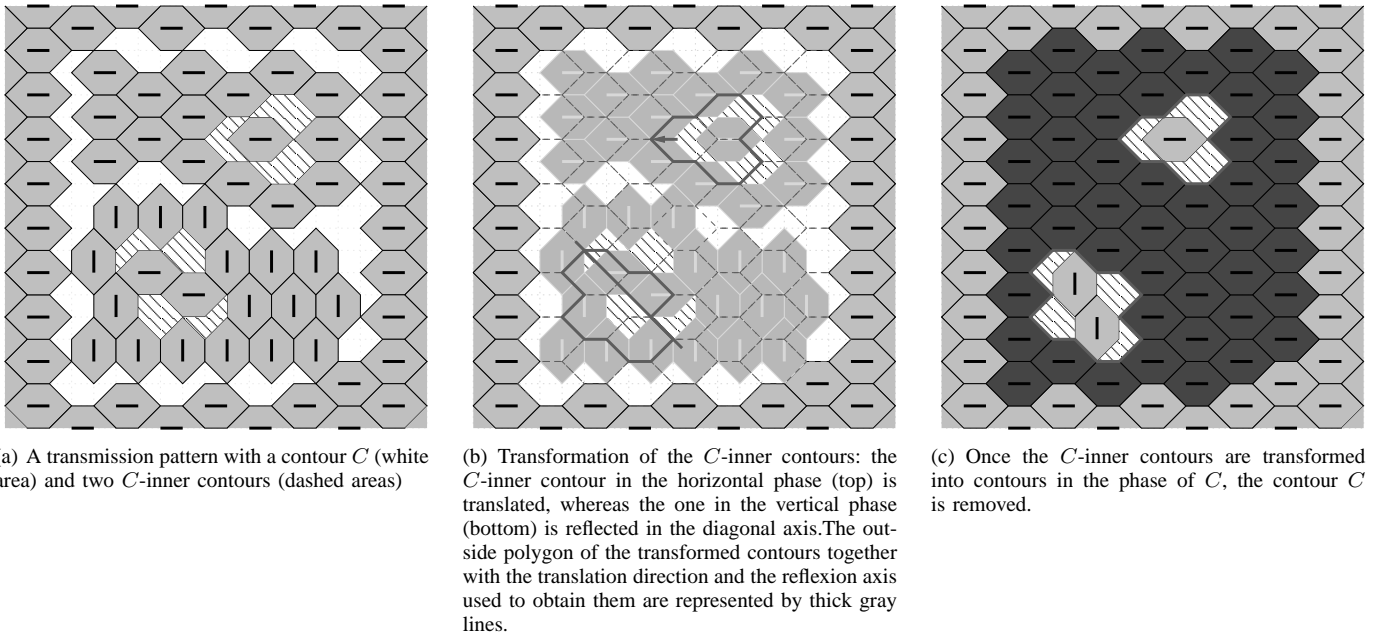 (a) A transmission pattern with a contour C (white
area) and two C-inner contours (dashed areas)
(b) Transformation of the C-inner contours: the
C-inner contour in the horizontal phase (top) is
translated, whereas the one in the vertical phase
(bottom) is reflected in the diagonal axis.The out-
side polygon of the transformed contours together
with the translation direction and the reflexion axis
used to obtain them are represented by thick gray
lines.
(c) Once the C-inner contours are transformed
into contours in the phase of C, the contour C
is removed.